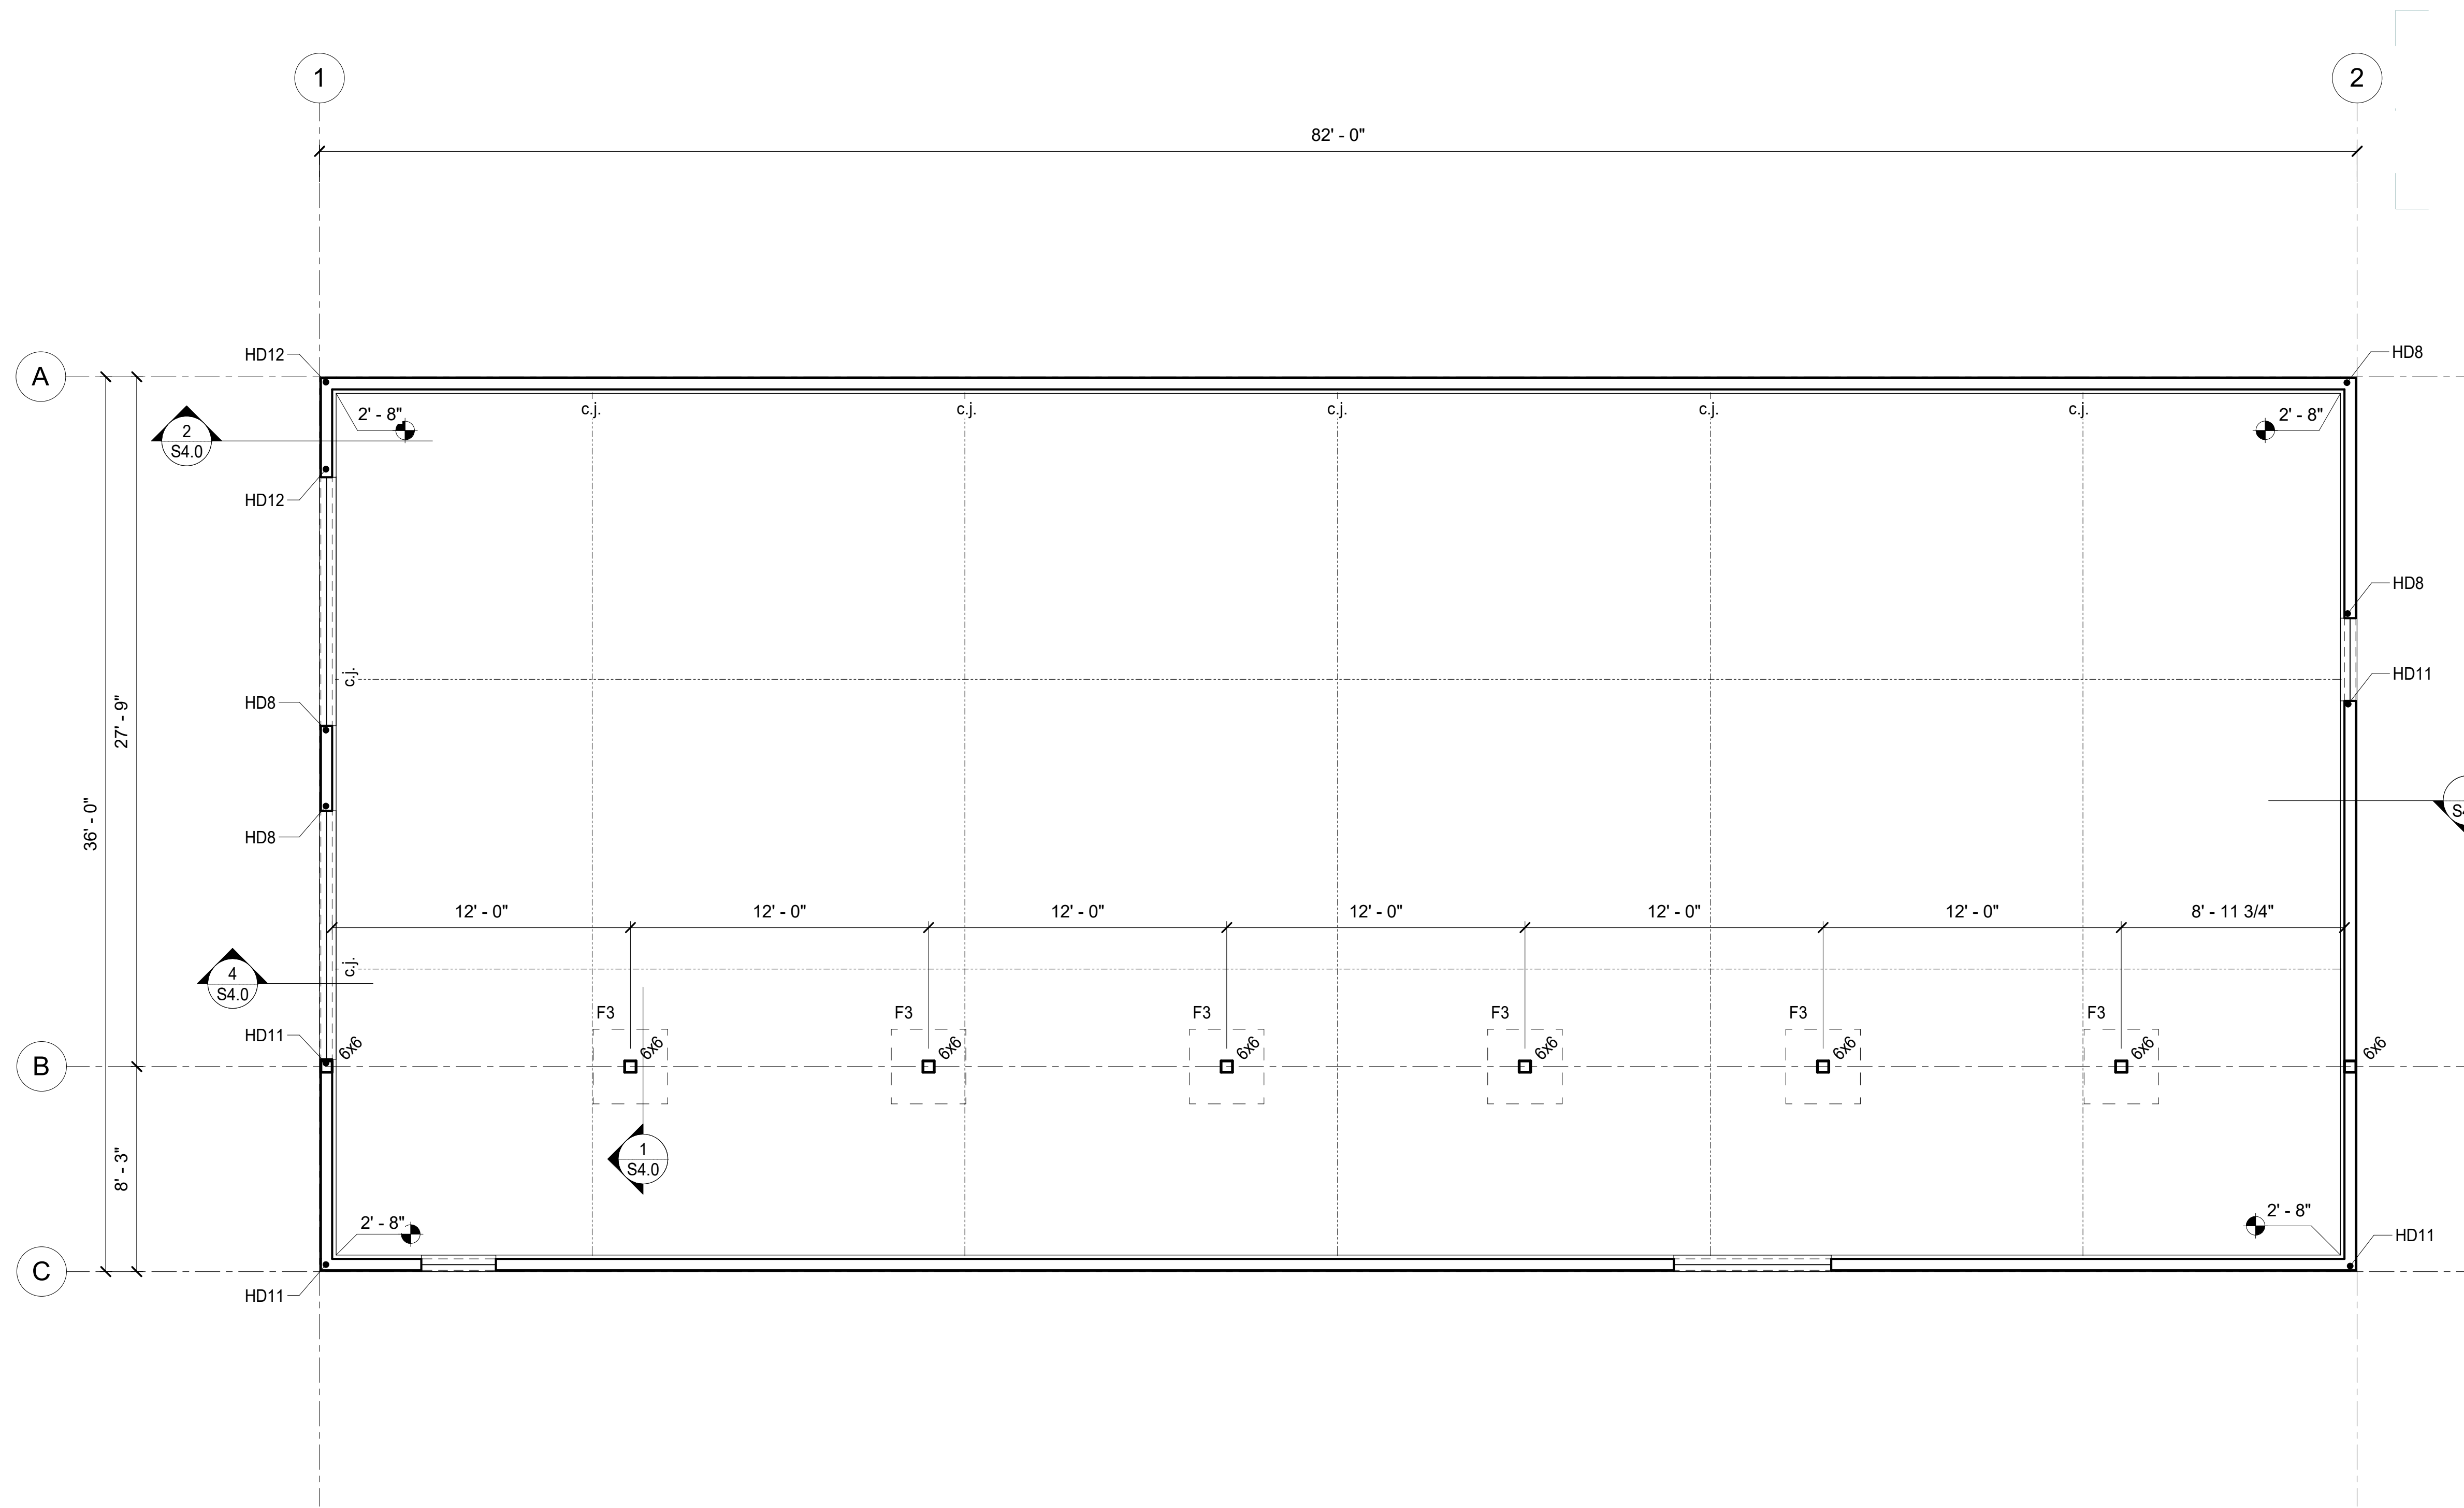 1
2
82' - 0"
HD12
HD8
A
c.j.
c.j.
c.j.
c.j.
c.j.
2' - 8"
2' - 8"
2
S4.0
HD12
HD8
c.j.
HD11
HD8
27' - 9"
36' - 0"
HD8
12' - 0"
12' - 0"
12' - 0"
12' - 0"
12' - 0"
12' - 0"
8' - 11 3/4"
c.j.
4
S4.0
F3
F3
F3
F3
F3
F3
HD11
6x6
6x6
6x6
6x6
6x6
6x6
6x6
6x6
B
1
S4.0
8' - 3"
2' - 8"
2' - 8"
HD11
C
HD11